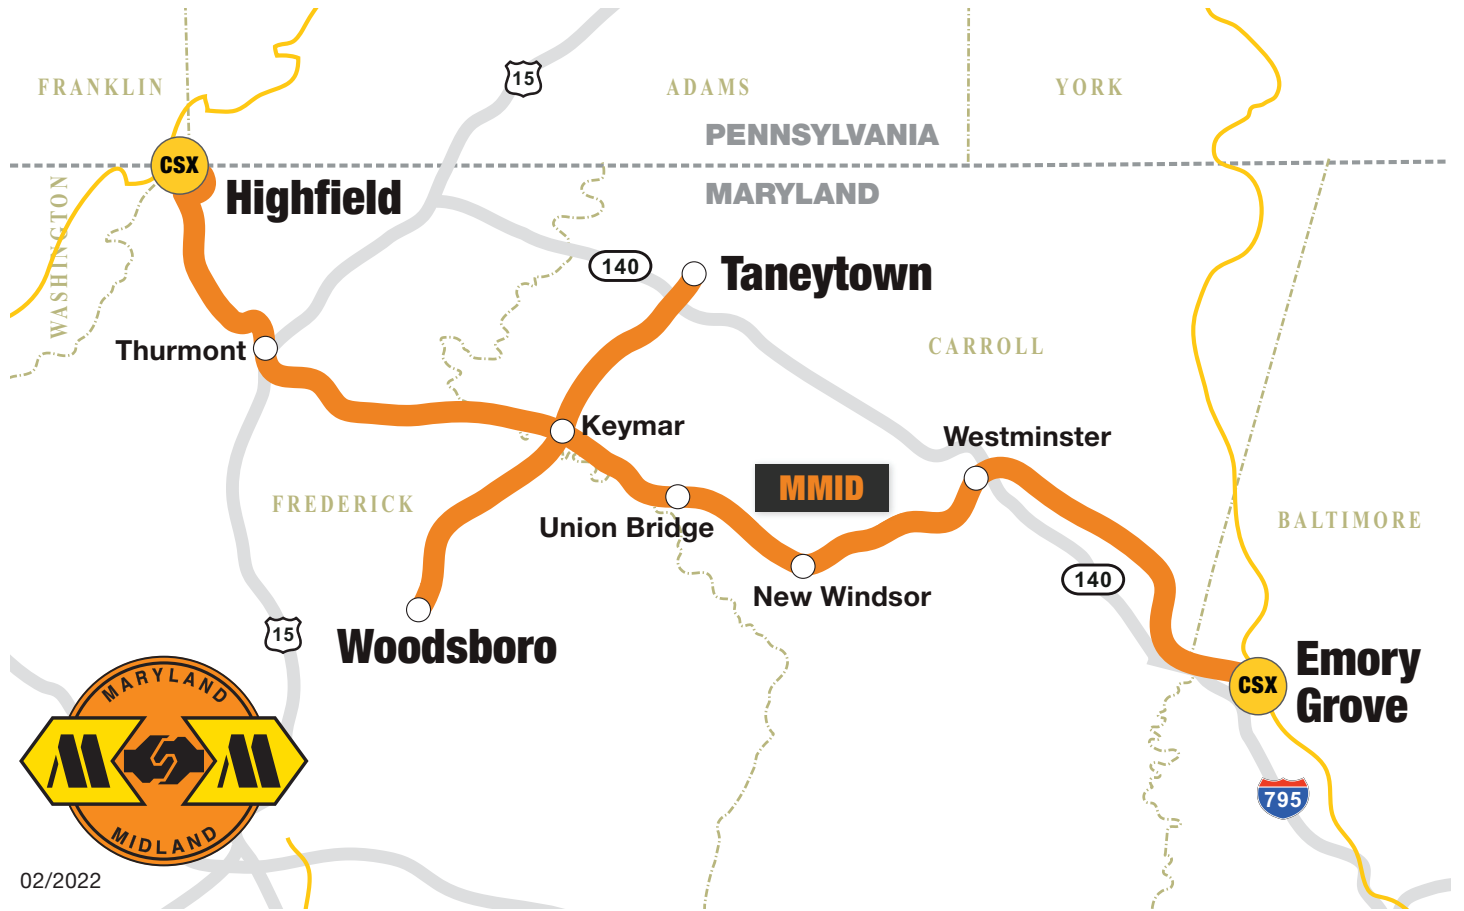 15
FRANKLIN
ADAMS
YORK
PENNSYLVANIA
CSX
MARYLAND
Highfield
WASHINGTON
140
Taneytown
Thurmont
CARROLL
Keymar
Westminster
MMID
FREDERICK
Union Bridge
BALTIMORE
140
New Windsor
15
Woodsboro
Emory
Grove
CSX
MARYLAND
MM
MIDLAND
795
02/2022